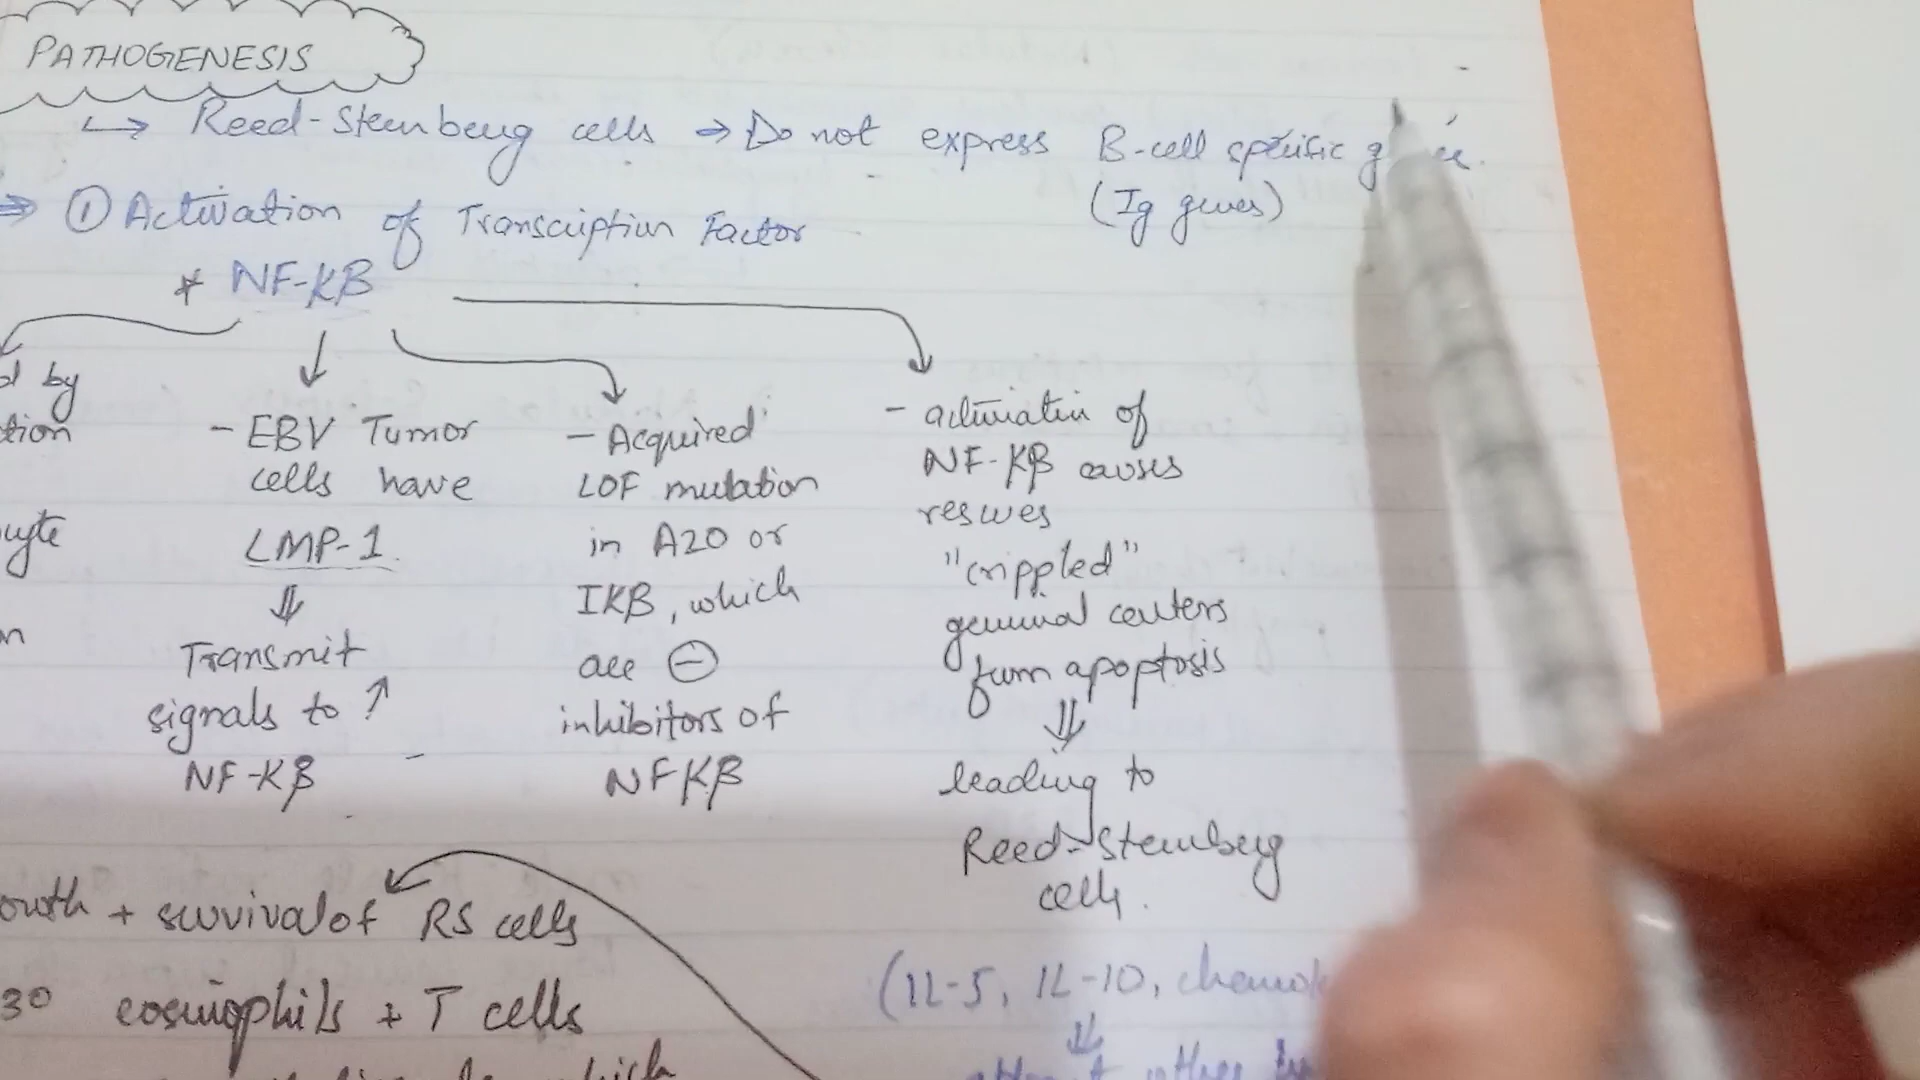 PATHOGENESIS
↳ Reed-Sternberg cells → Do not express B-cell specific
(Ig genes)
⇒ ① Activation of Transcription Factor
* NF-KB
by
- EBV Tumor
cells have
LMP-1
⇓
Transmit
signals to ↑
NF-KB
- Acquired
LOF mutation
in A20 or
IKB, which
are ⊖
inhibitors of
NFKB
- activation of
NF-KB causes
rescues
"crippled"
germinal centers
from apoptosis
⇓
leading to
Reed-Sternberg
cells.
+ survival of RS cells
30 eosinophils + T cells
(IL-5, IL-10,
⇓
which